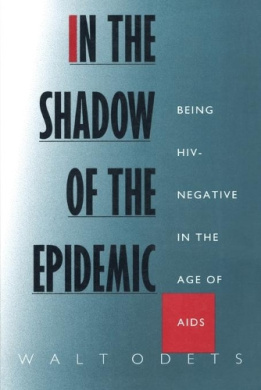 IN THE
SHADOW
OF THE
EPIDEMIC
BEING
HIV-
NEGATIVE
IN THE
AGE OF
AIDS
WALT ODETS